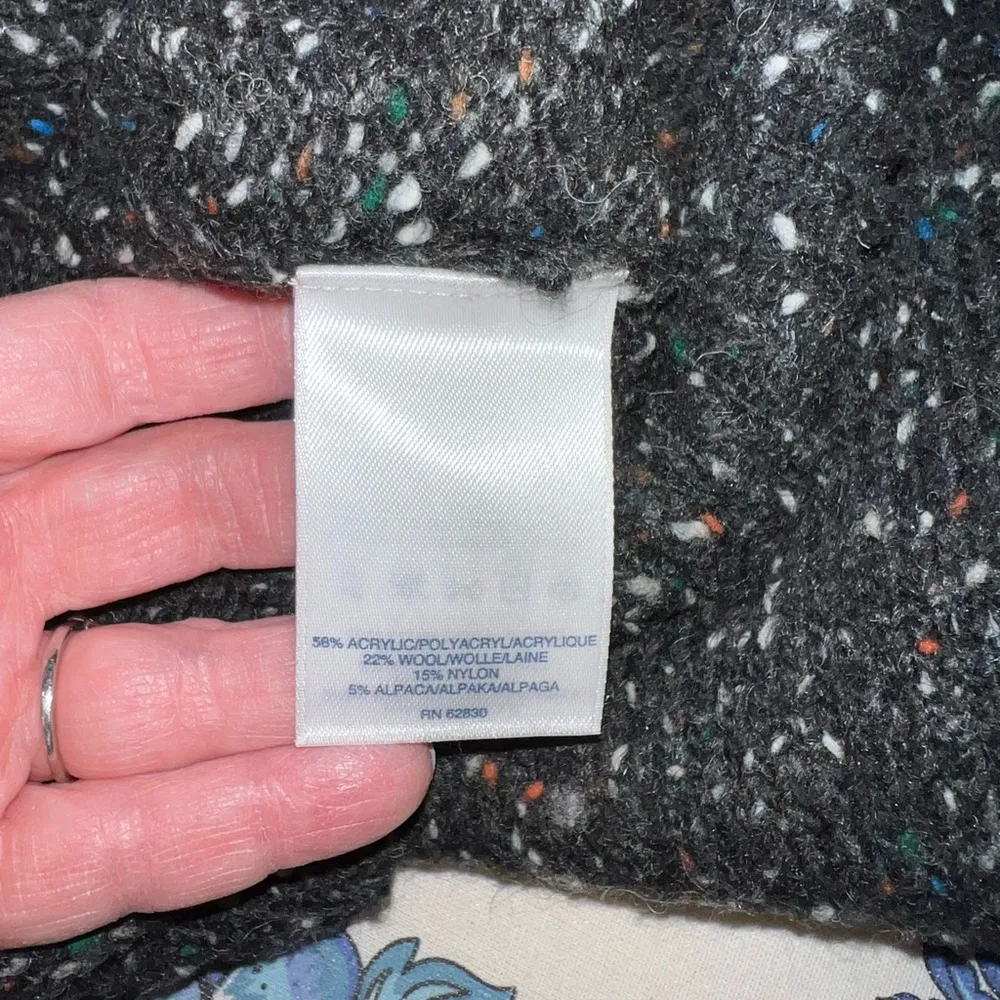 58% ACRYLIC/POLYACRYL/ACRYLIQUE
22% WOOL/WOLLE/LAINE
15% NYLON
5% ALPACA/ALPAKA/ALPAGA
RN 62830